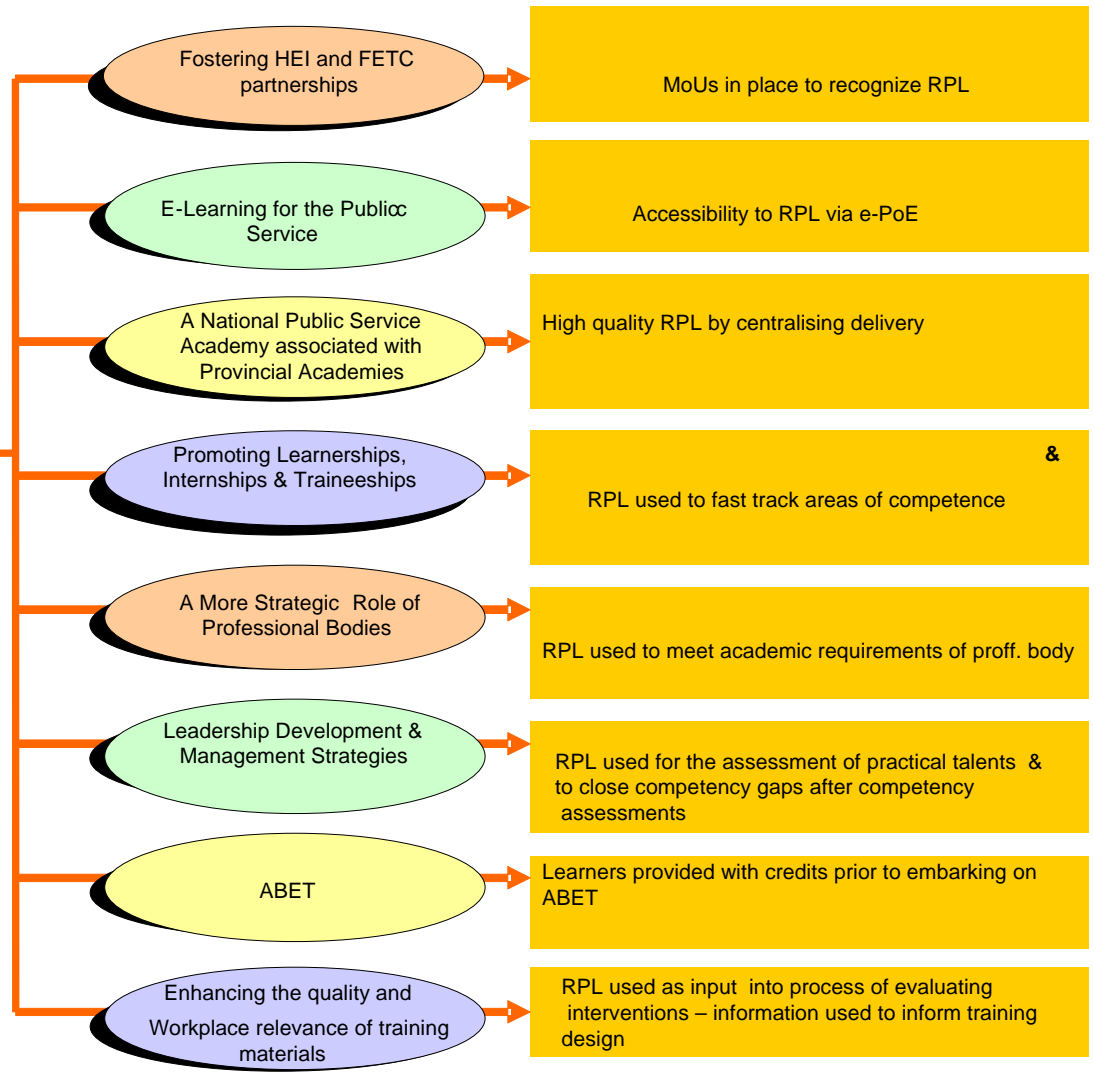 Fostering HEI and FETC
partnerships
MoUs in place to recognize RPL
E-Learning for the Publicc
Service
Accessibility to RPL via e-PoE
A National Public Service
Academy associated with
Provincial Academies
High quality RPL by centralising delivery
Promoting Learnerships,
Internships & Traineeships
&
RPL used to fast track areas of competence
A More Strategic Role of
Professional Bodies
RPL used to meet academic requirements of proff. body
Leadership Development &
Management Strategies
RPL used for the assessment of practical talents &
to close competency gaps after competency
assessments
ABET
Learners provided with credits prior to embarking on
ABET
Enhancing the quality and
Workplace relevance of training
materials
RPL used as input into process of evaluating
interventions – information used to inform training
design